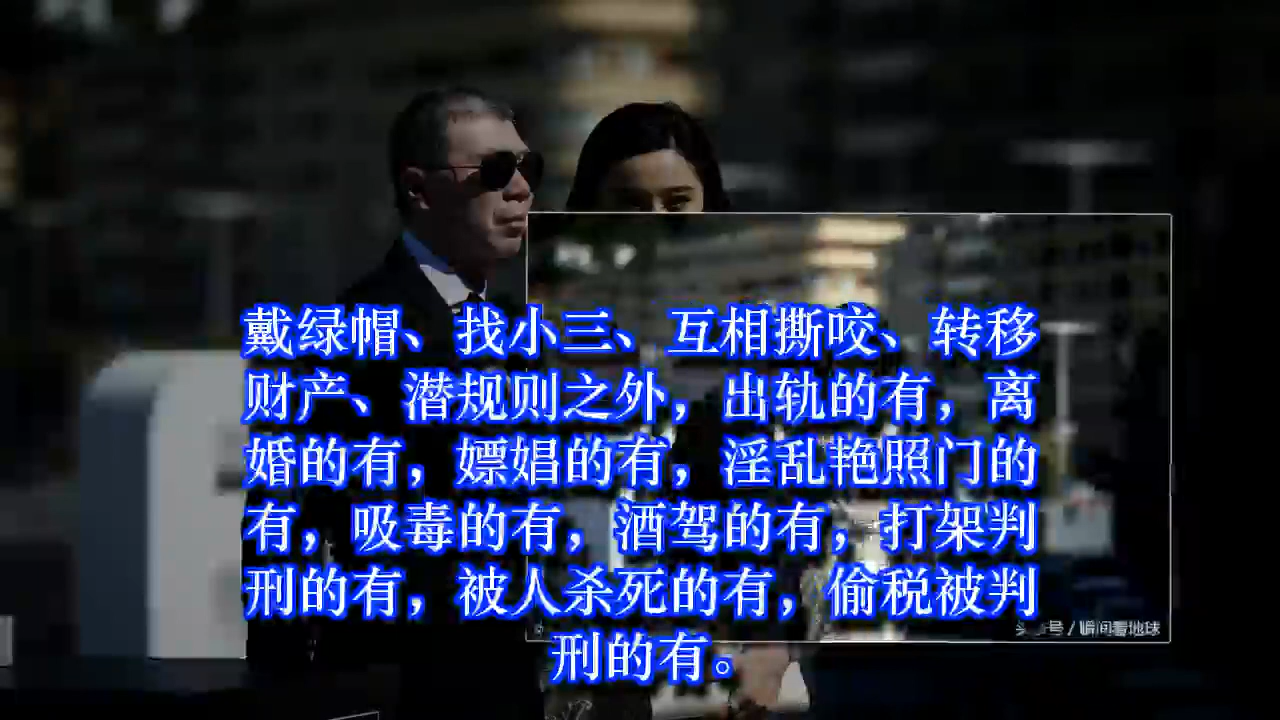 戴绿帽、找小三、互相撕咬、转移
财产、潜规则之外，出轨的有，离
婚的有，嫖娼的有，淫乱艳照门的
有，吸毒的有，酒驾的有，打架判
刑的有，被人杀死的有，偷税被判
刑的有。
号 / 瞬间看地球